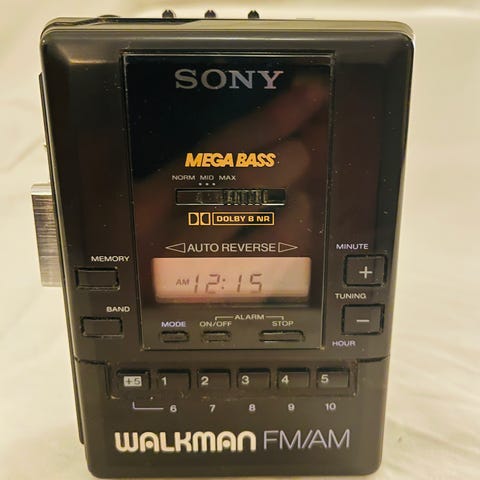 SONY
MEGA BASS
NORM MID MAX
DOLBY B NR
AUTO REVERSE
MINUTE
MEMORY
+
AM 12:15
TUNING
BAND
ALARM
MODE ON/OFF STOP
−
HOUR
+5 1 2 3 4 5
6 7 8 9 10
WALKMAN FM/AM